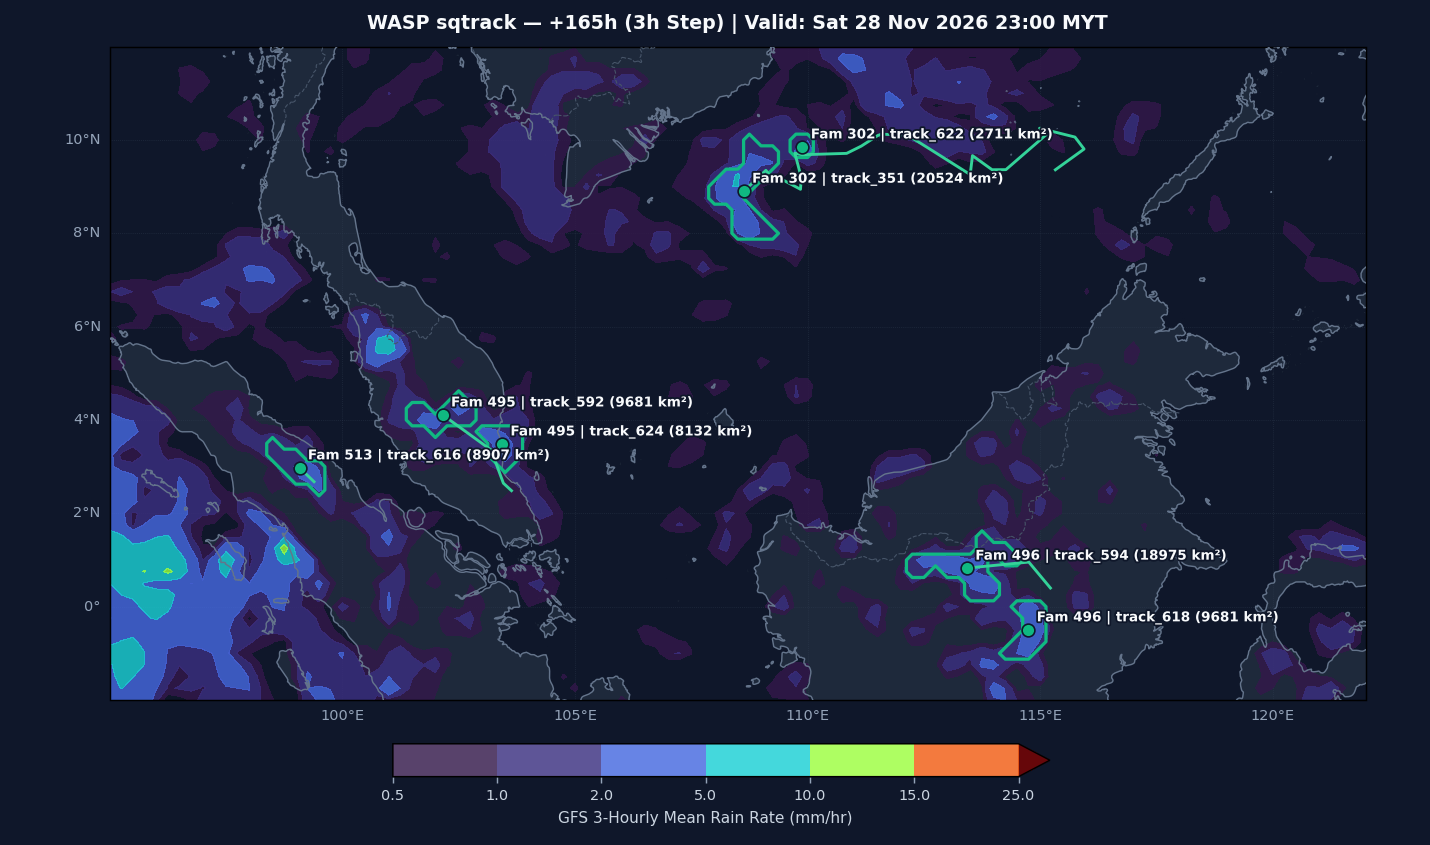 WASP sqtrack — +165h (3h Step) | Valid: Sat 28 Nov 2026 23:00 MYT
10°N
8°N
6°N
4°N
2°N
0°
Fam 302 | track_622 (2711 km²)
Fam 302 | track_351 (20524 km²)
Fam 495 | track_592 (9681 km²)
Fam 495 | track_624 (8132 km²)
Fam 513 | track_616 (8907 km²)
Fam 496 | track_594 (18975 km²)
Fam 496 | track_618 (9681 km²)
100°E 105°E 110°E 115°E 120°E
0.5 1.0 2.0 5.0 10.0 15.0 25.0
GFS 3-Hourly Mean Rain Rate (mm/hr)